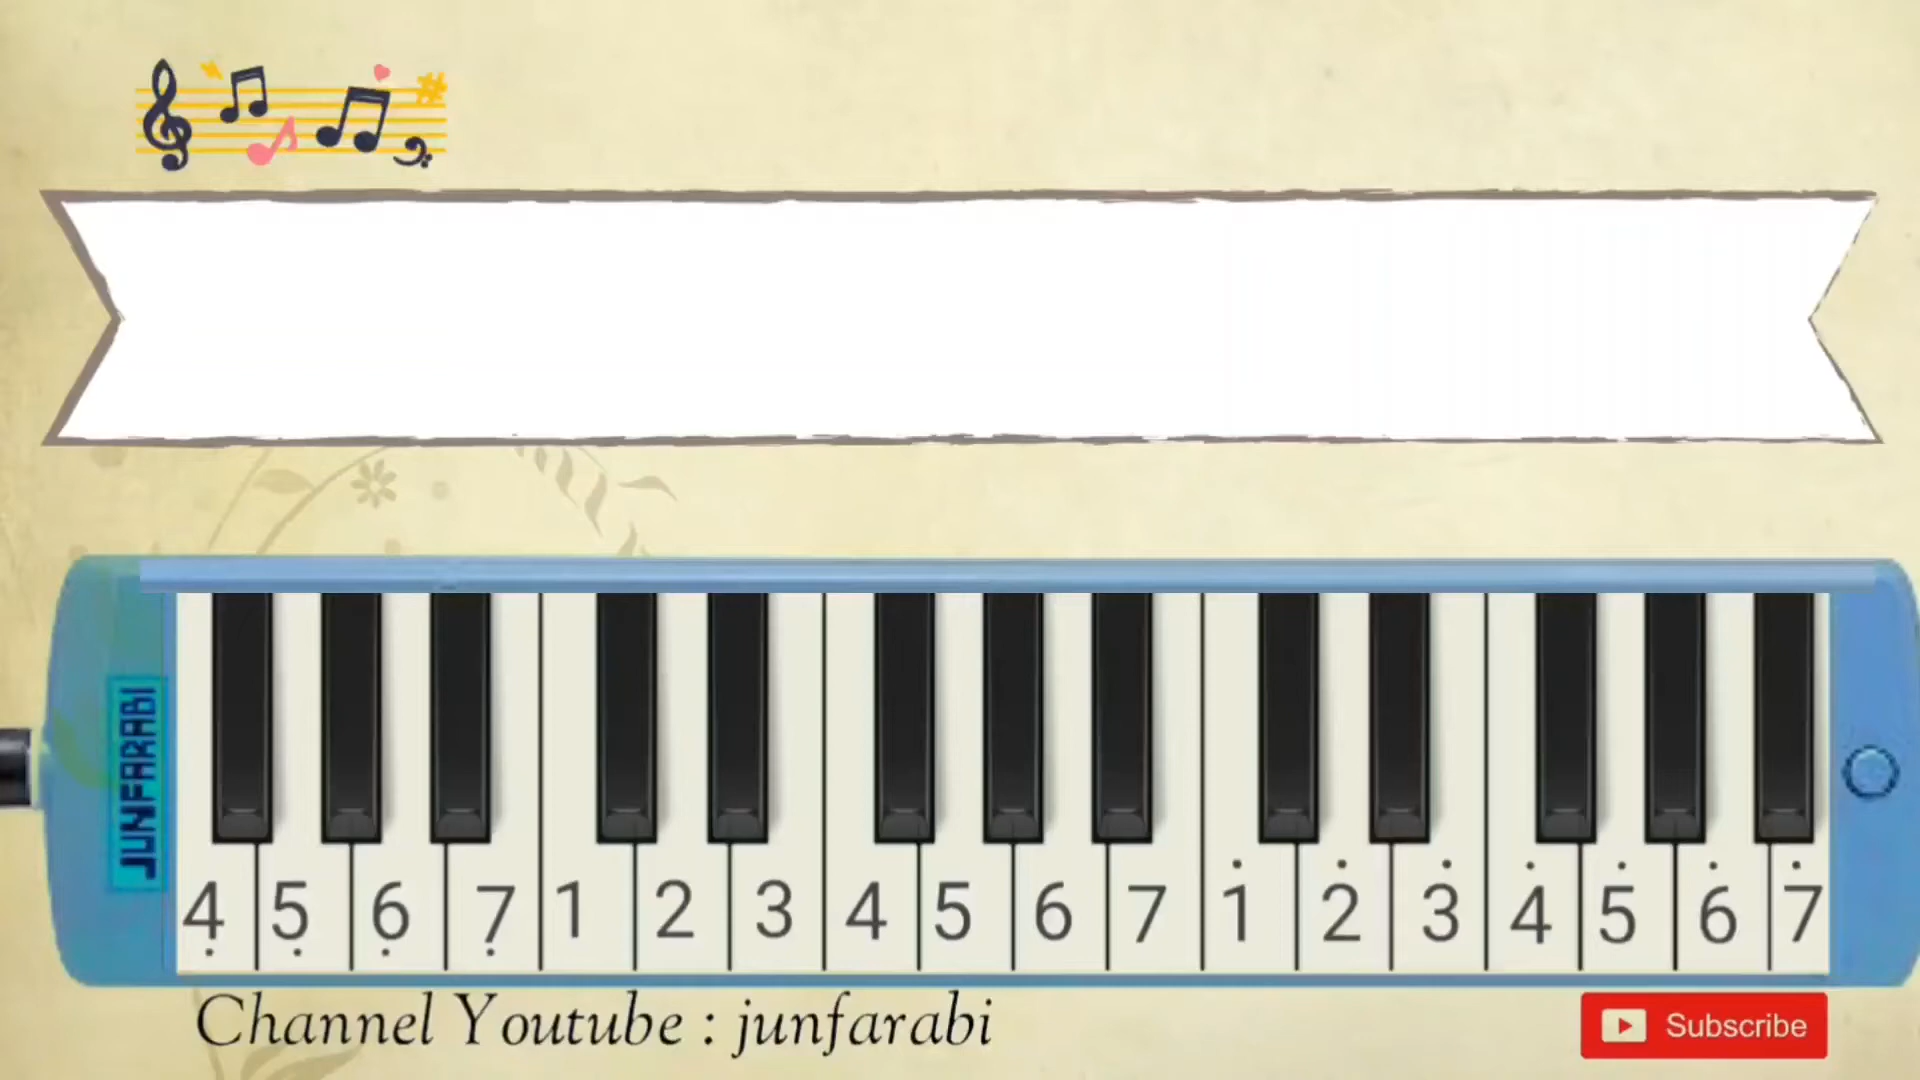 JUNFARABI
4̣ 5̣ 6̣ 7̣ 1 2 3 4 5 6 7 1̇ 2̇ 3̇ 4̇ 5̇ 6̇ 7̇
Channel Youtube : junfarabi
Subscribe